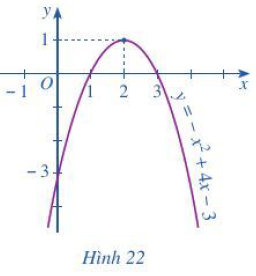 y
1
-1 O 1 2 3 x
y = -x² + 4x - 3
-3
Hình 22